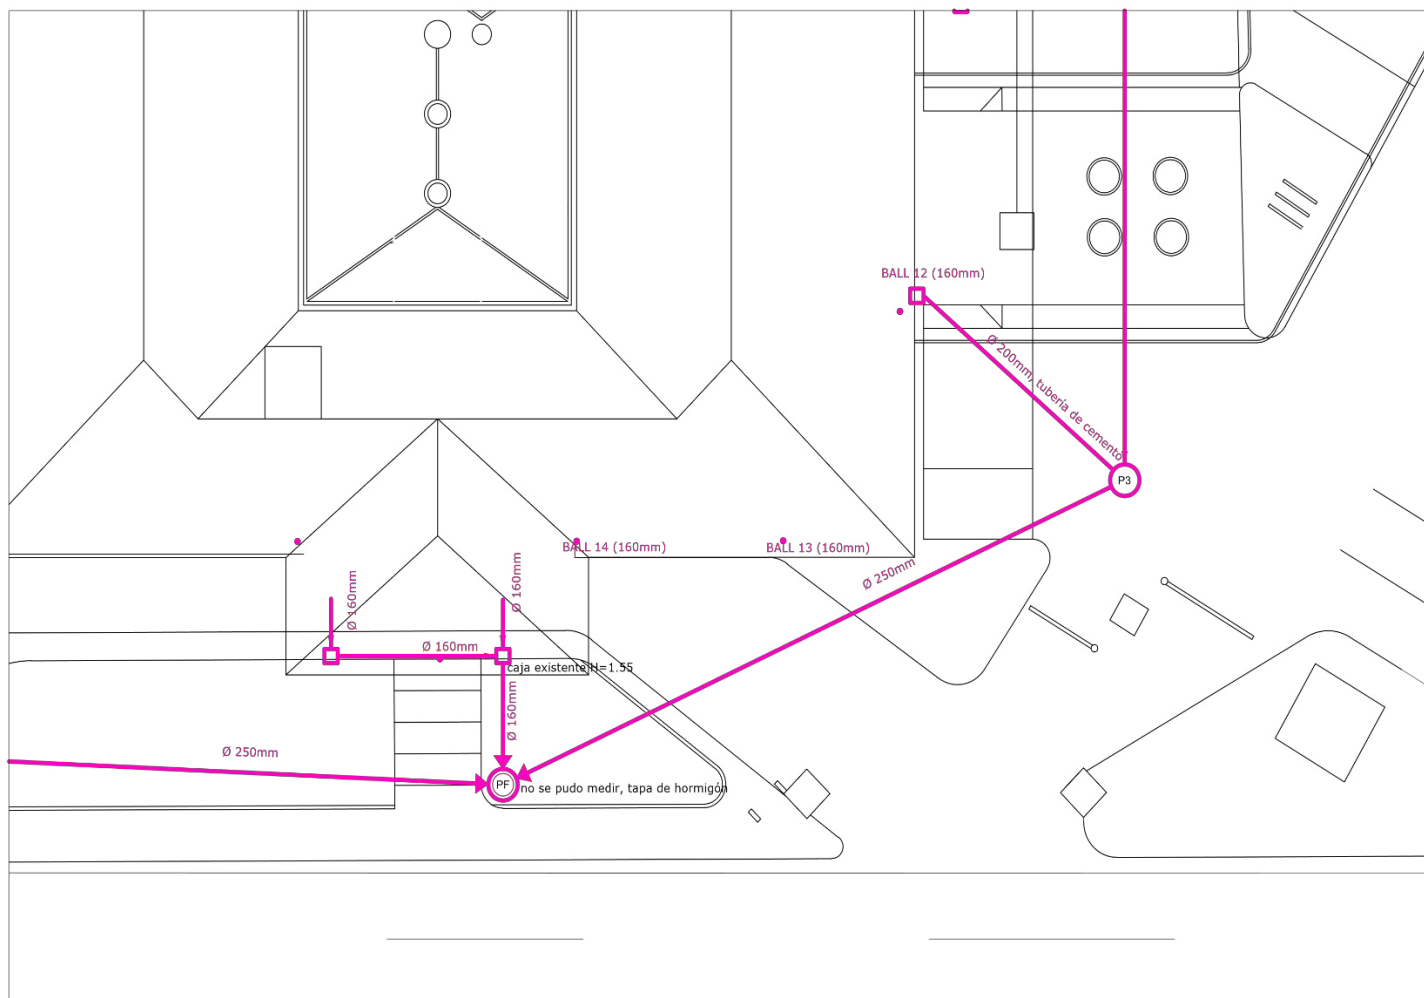 BALL 12 (160mm)
Ø 200mm, tubería de cemento
P3
BALL 14 (160mm)
BALL 13 (160mm)
Ø 160mm
Ø 160mm
Ø 250mm
Ø 160mm
caja existente H=1.55
Ø 160mm
Ø 250mm
PF
no se pudo medir, tapa de hormigón